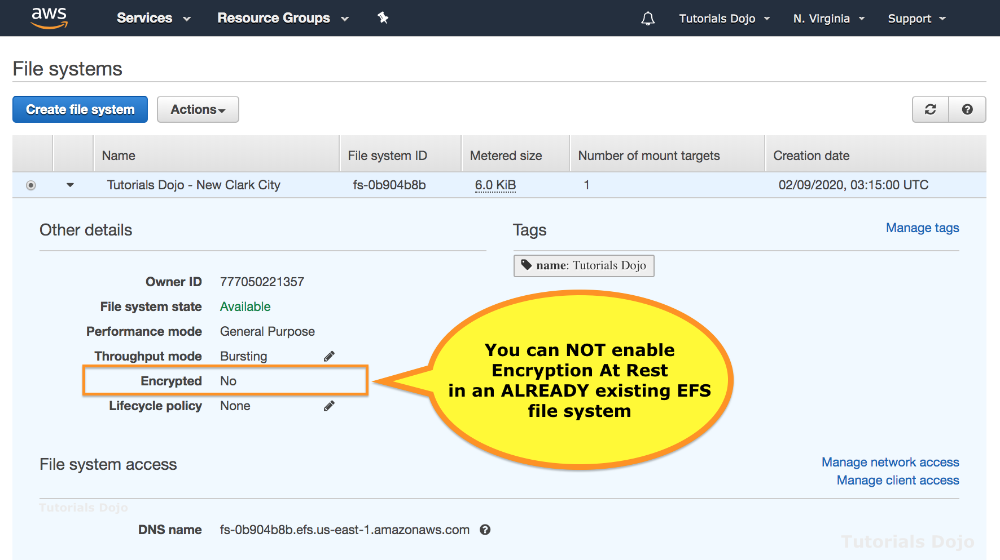 aws Services Resource Groups Tutorials Dojo N. Virginia Support
File systems
Create file system Actions
Name File system ID Metered size Number of mount targets Creation date
Tutorials Dojo - New Clark City fs-0b904b8b 6.0 KiB 1 02/09/2020, 03:15:00 UTC
Other details
Owner ID 777050221357
File system state Available
Performance mode General Purpose
Throughput mode Bursting
Encrypted No
Lifecycle policy None
Tags Manage tags
name: Tutorials Dojo
You can NOT enable
Encryption At Rest
in an ALREADY existing EFS
file system
File system access
Manage network access
Manage client access
Tutorials Dojo
DNS name fs-0b904b8b.efs.us-east-1.amazonaws.com
Tutorials Dojo